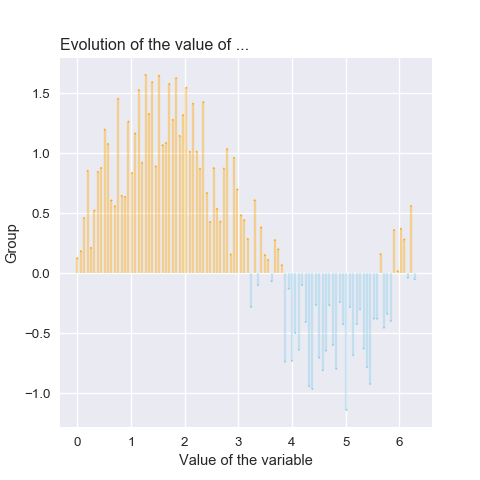 Evolution of the value of ...
1.5
1.0
0.5
0.0
−0.5
−1.0
Group
0 1 2 3 4 5 6
Value of the variable